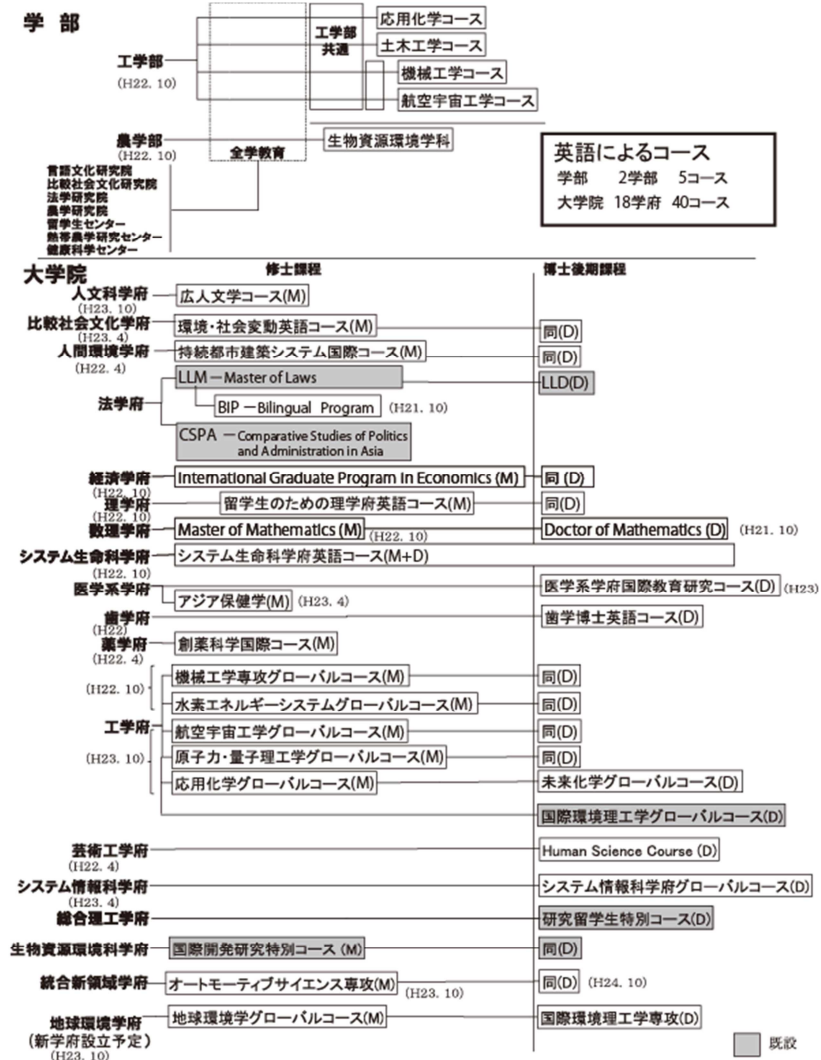 学 部
応用化学コース
工学部
共通
土木工学コース
工学部
(H22. 10)
機械工学コース
航空宇宙工学コース
農学部
(H22. 10)
生物資源環境学科
全学教育
英語によるコース
学部 2学部 5コース
大学院 18学府 40コース
言語文化研究院
比較社会文化研究院
法学研究院
農学研究院
留学生センター
熱帯農学研究センター
健康科学センター
大学院
修士課程
博士後期課程
人文科学府
(H23. 10)
広人文学コース(M)
比較社会文化学府
(H23. 4)
環境・社会変動英語コース(M)
同(D)
人間環境学府
(H22. 4)
持続都市建築システム国際コース(M)
同(D)
法学府
LLM ー Master of Laws
LLD(D)
BIP ー Bilingual Program
(H21. 10)
CSPA ー Comparative Studies of Politics
and Administration in Asia
経済学府
(H22. 10)
International Graduate Program in Economics (M)
同 (D)
理学府
(H22. 10)
留学生のための理学府英語コース(M)
同(D)
数理学府
Master of Mathematics (M)
(H22. 10)
Doctor of Mathematics (D)
(H21. 10)
システム生命科学府
(H22. 10)
システム生命科学府英語コース(M+D)
医学系学府
医学系学府国際教育研究コース(D)
(H23)
アジア保健学(M)
(H23. 4)
歯学府
(H22)
歯学博士英語コース(D)
薬学府
(H22. 4)
創薬科学国際コース(M)
(H22. 10)
機械工学専攻グローバルコース(M)
同(D)
水素エネルギーシステムグローバルコース(M)
同(D)
工学府
航空宇宙工学グローバルコース(M)
同(D)
(H23. 10)
原子力・量子理工学グローバルコース(M)
同(D)
応用化学グローバルコース(M)
未来化学グローバルコース(D)
国際環境理工学グローバルコース(D)
芸術工学府
(H22. 4)
Human Science Course (D)
システム情報科学府
(H23. 4)
システム情報科学府グローバルコース(D)
総合理工学府
研究留学生特別コース(D)
生物資源環境科学府
国際開発研究特別コース (M)
同(D)
統合新領域学府
オートモーティブサイエンス専攻(M)
(H23. 10)
同(D)
(H24. 10)
地球環境学府
(新学府設立予定)
(H23. 10)
地球環境学グローバルコース(M)
国際環境理工学専攻(D)
既設